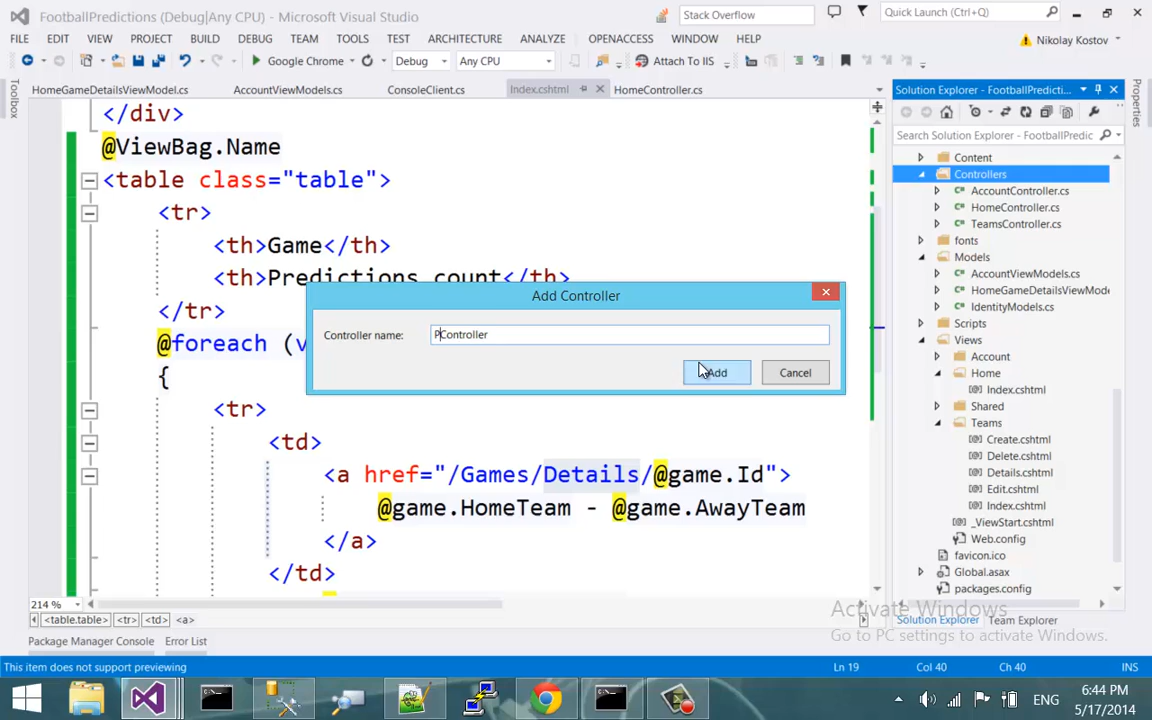 FootballPredictions (Debug|Any CPU) - Microsoft Visual Studio
Stack Overflow
Quick Launch (Ctrl+Q)
FILE EDIT VIEW PROJECT BUILD DEBUG TEAM TOOLS TEST ARCHITECTURE ANALYZE OPENACCESS WINDOW HELP
Nikolay Kostov
Google Chrome Debug Any CPU Attach To IIS
Toolbox
HomeGameDetailsViewModel.cs AccountViewModels.cs ConsoleClient.cs Index.cshtml HomeController.cs
</div>
@ViewBag.Name
<table class="table">
<tr>
<th>Game</th>
<th>Predictions count</th>
</tr>
@foreach (v
{
<tr>
<td>
<a href="/Games/Details/@game.Id">
@game.HomeTeam - @game.AwayTeam
</a>
</td>
Add Controller
Controller name: PController
Add Cancel
Solution Explorer - FootballPredicti...
Search Solution Explorer - FootballPredic
Content
Controllers
AccountController.cs
HomeController.cs
TeamsController.cs
fonts
Models
AccountViewModels.cs
HomeGameDetailsViewMode
IdentityModels.cs
Scripts
Views
Account
Home
Index.cshtml
Shared
Teams
Create.cshtml
Delete.cshtml
Details.cshtml
Edit.cshtml
Index.cshtml
_ViewStart.cshtml
Web.config
favicon.ico
Global.asax
packages.config
Properties
214 %
<table.table> <tr> <td> <a>
Solution Explorer Team Explorer
Activate Windows
Go to PC settings to activate Windows.
Package Manager Console Error List
This item does not support previewing
Ln 19 Col 40 Ch 40 INS
ENG
6:44 PM
5/17/2014